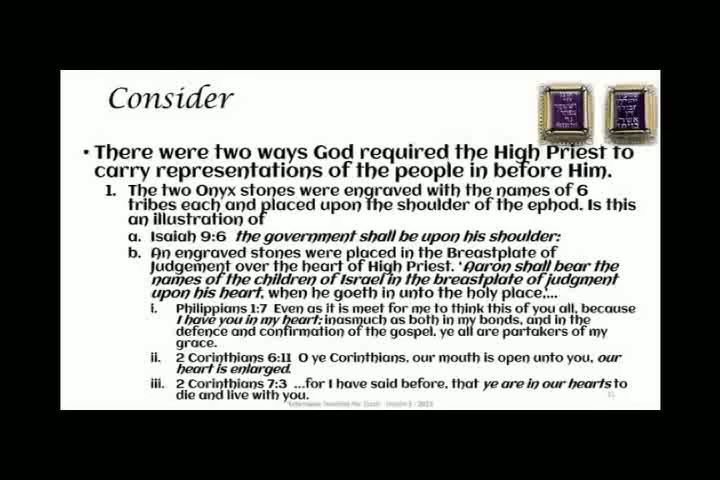 Consider
• There were two ways God required the High Priest to
carry representations of the people in before Him.
1. The two Onyx stones were engraved with the names of 6
tribes each and placed upon the shoulder of the ephod. Is this
an illustration of
a. Isaiah 9:6 the government shall be upon his shoulder:
b. An engraved stones were placed in the Breastplate of
Judgement over the heart of High Priest. 'Aaron shall bear the
names of the children of Israel in the breastplate of judgment
upon his heart, when he goeth in unto the holy place,...
i. Philippians 1:7 Even as it is meet for me to think this of you all, because
I have you in my heart; inasmuch as both in my bonds, and in the
defence and confirmation of the gospel, ye all are partakers of my
grace.
ii. 2 Corinthians 6:11 O ye Corinthians, our mouth is open unto you, our
heart is enlarged.
iii. 2 Corinthians 7:3 ...for I have said before, that ye are in our hearts to
die and live with you.